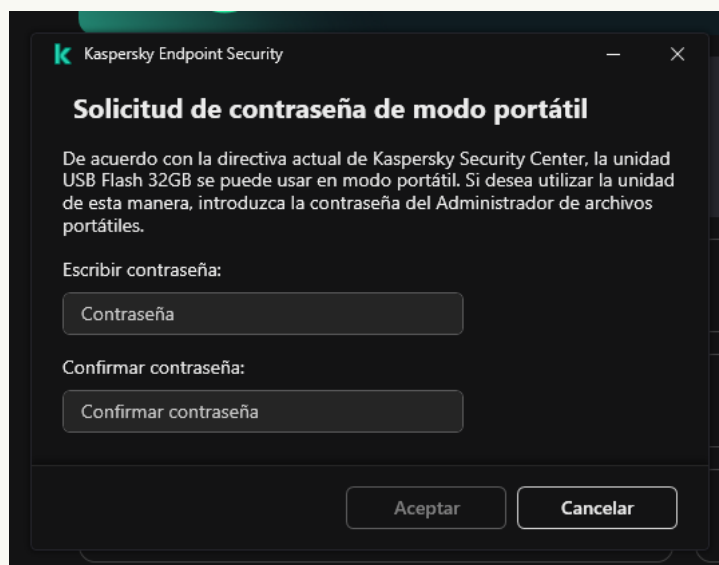 Kaspersky Endpoint Security
Solicitud de contraseña de modo portátil
De acuerdo con la directiva actual de Kaspersky Security Center, la unidad
USB Flash 32GB se puede usar en modo portátil. Si desea utilizar la unidad
de esta manera, introduzca la contraseña del Administrador de archivos
portátiles.
Escribir contraseña:
Contraseña
Confirmar contraseña:
Confirmar contraseña
Aceptar
Cancelar